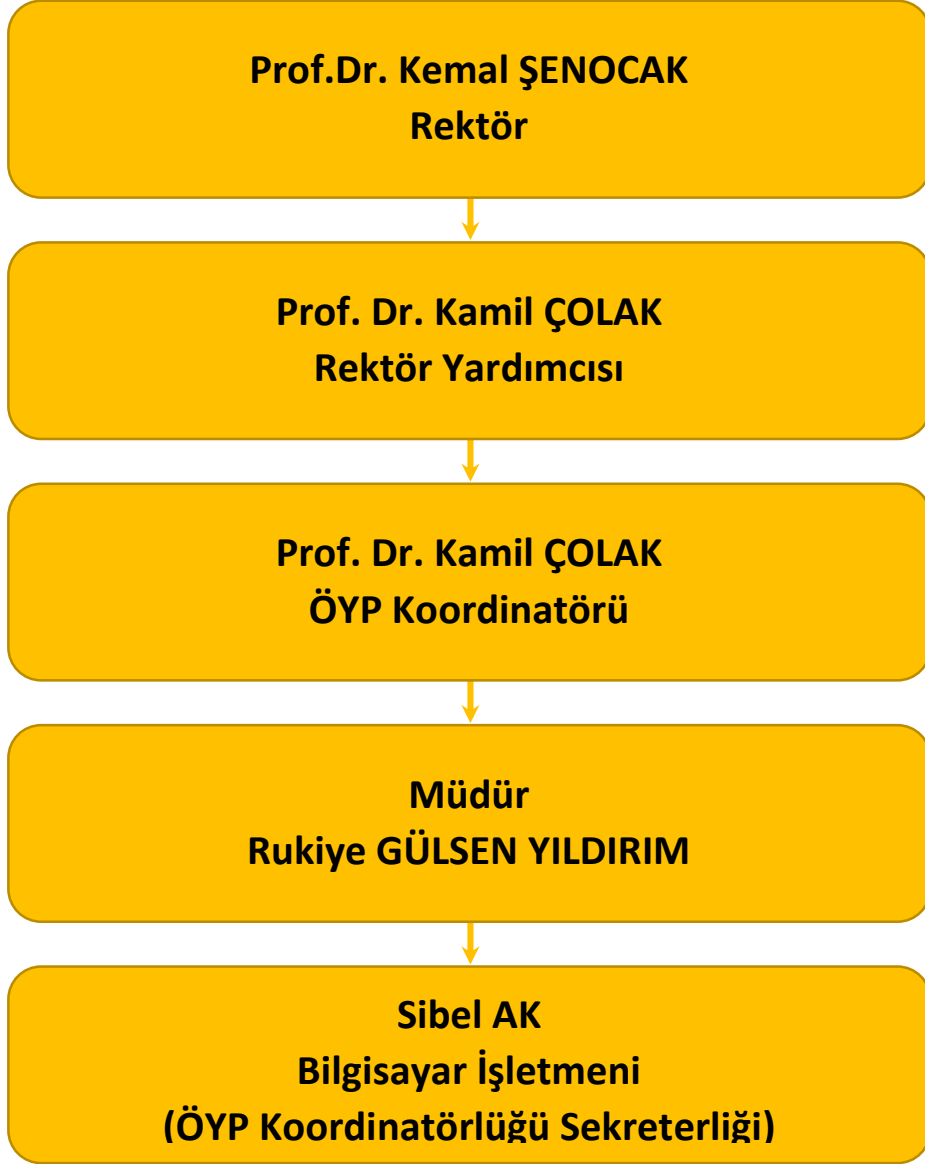 Prof.Dr. Kemal ŞENOCAK
Rektör
Prof. Dr. Kamil ÇOLAK
Rektör Yardımcısı
Prof. Dr. Kamil ÇOLAK
ÖYP Koordinatörü
Müdür
Rukiye GÜLSEN YILDIRIM
Sibel AK
Bilgisayar İşletmeni
(ÖYP Koordinatörlüğü Sekreterliği)